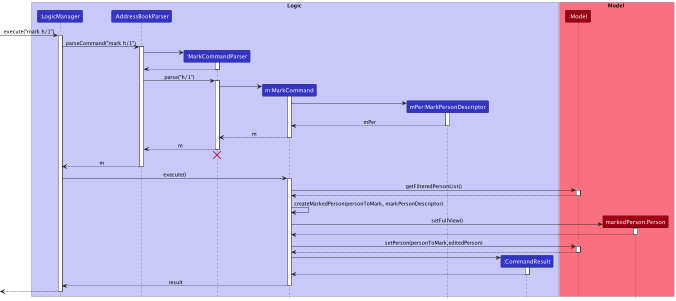 Logic
Model
:LogicManager
:AddressBookParser
:Model
execute("mark h/1")
parseCommand("mark h/1")
:MarkCommandParser
parse("h/1")
m:MarkCommand
mPer:MarkPersonDescriptor
mPer
m
m
m
execute()
getFilteredPersonList()
createMarkedPerson(personToMark, markPersonDescriptor)
setFullView()
markedPerson:Person
setPerson(personToMark,editedPerson)
:CommandResult
result